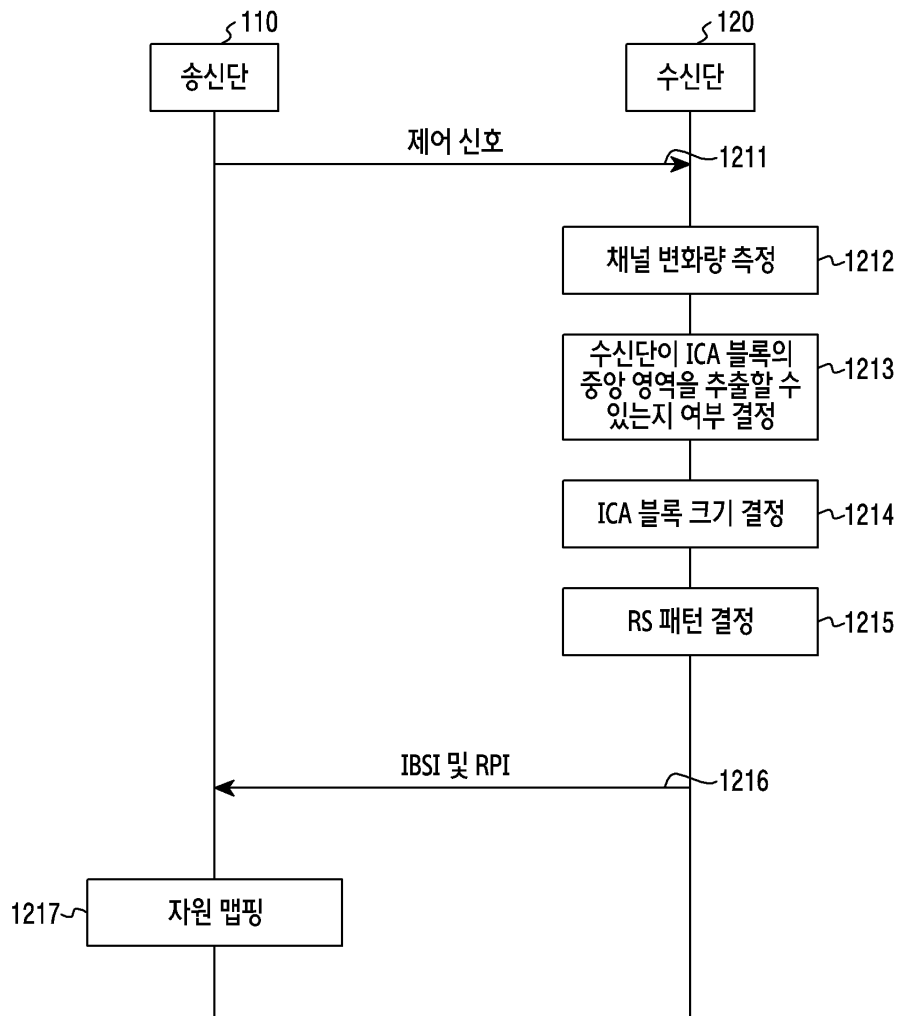 110
120
송신단
수신단
제어 신호
1211
채널 변화량 측정
1212
수신단이 ICA 블록의
중앙 영역을 추출할 수
있는지 여부 결정
1213
ICA 블록 크기 결정
1214
RS 패턴 결정
1215
IBSI 및 RPI
1216
1217
자원 맵핑